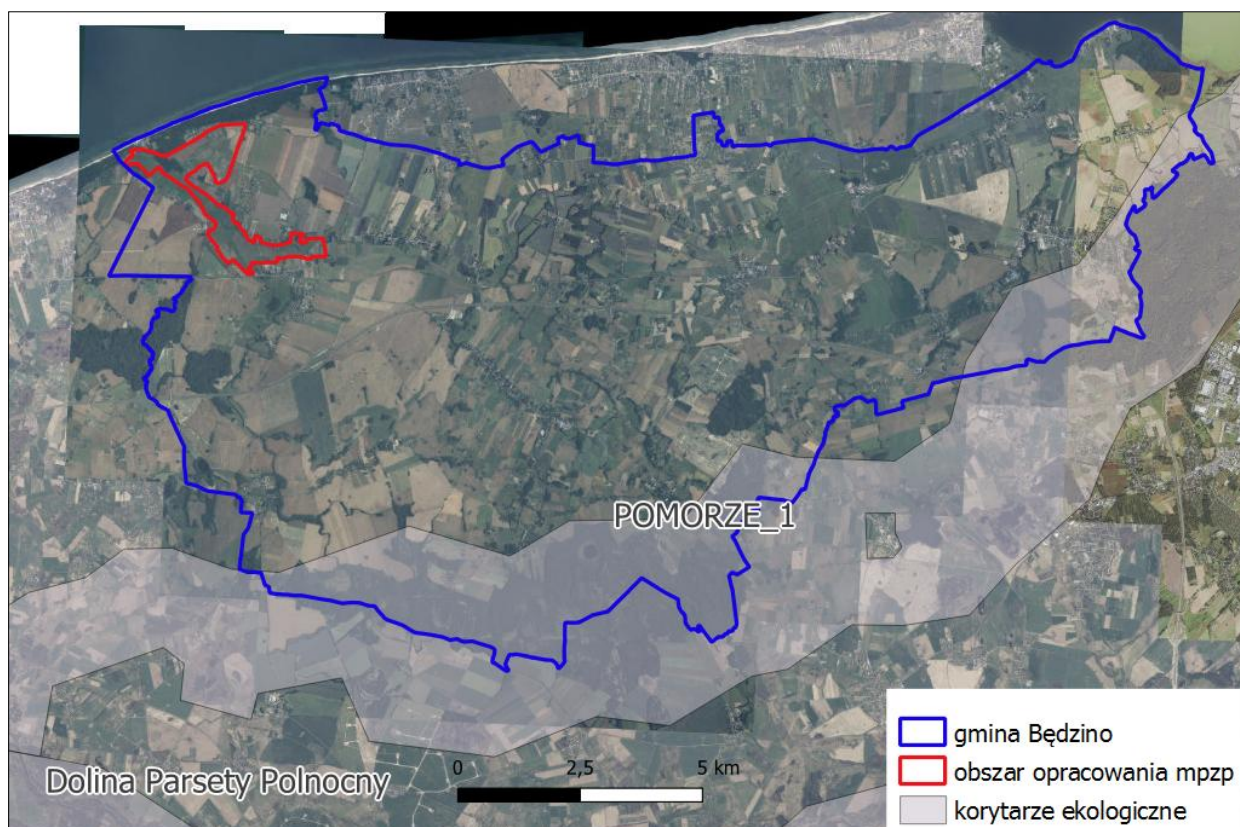 POMORZE_1
Dolina Parsety Polnocny
0 2,5 5 km
gmina Będzino
obszar opracowania mpzp
korytarze ekologiczne